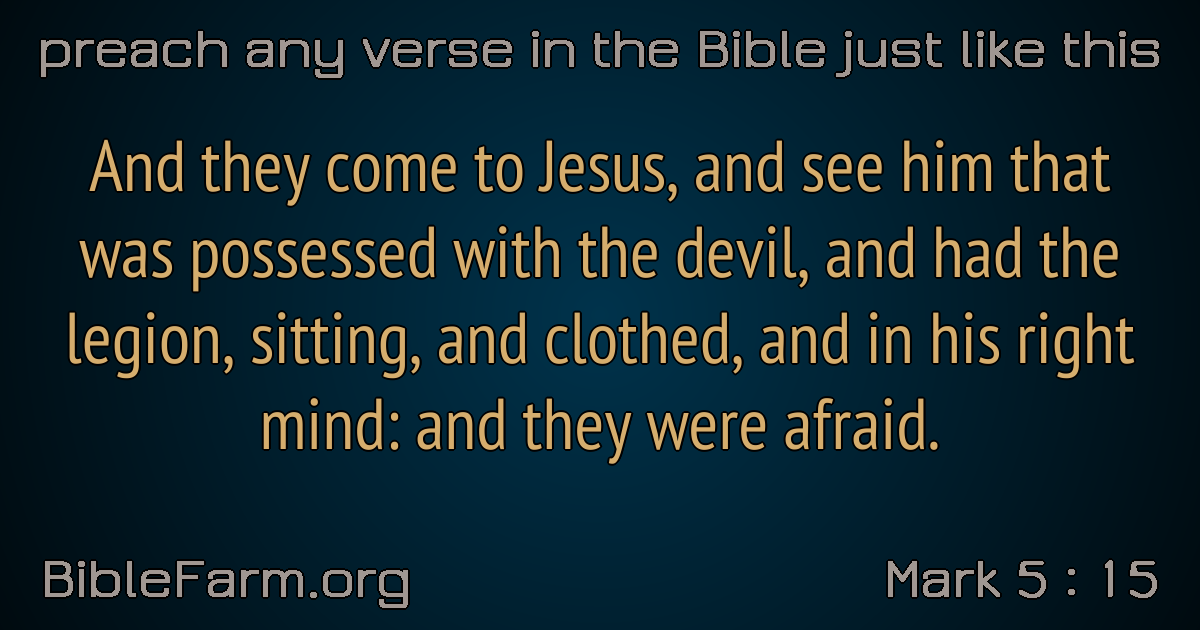 preach any verse in the Bible just like this
And they come to Jesus, and see him that
was possessed with the devil, and had the
legion, sitting, and clothed, and in his right
mind: and they were afraid.
BibleFarm.org
Mark 5 : 15